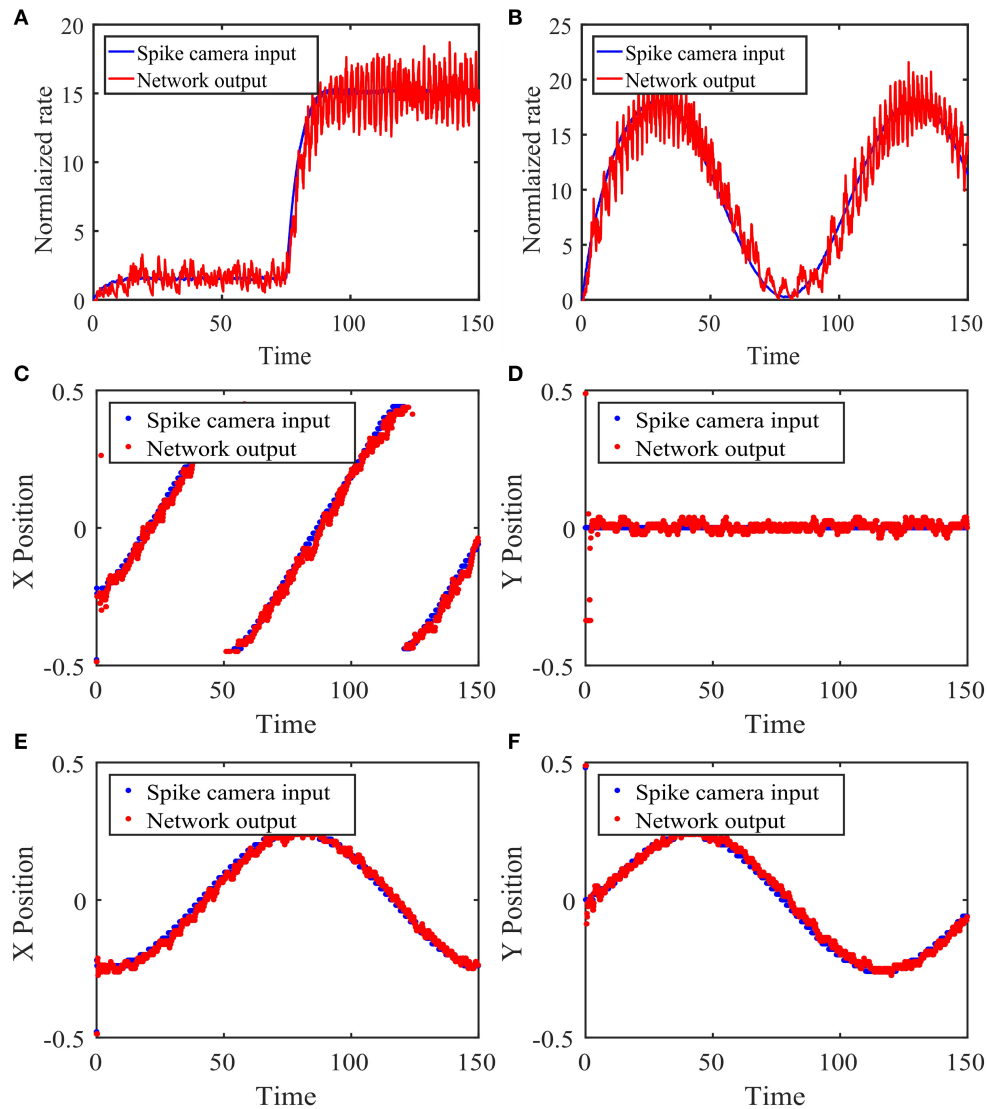 A
20
15
10
5
0
0
50
100
150
Normlaized rate
Time
Spike camera input
Network output
B
25
20
15
10
5
0
0
50
100
150
Normlaized rate
Time
Spike camera input
Network output
C
0.5
0
-0.5
0
50
100
150
X Position
Time
Spike camera input
Network output
D
0.5
0
-0.5
0
50
100
150
Y Position
Time
Spike camera input
Network output
E
0.5
0
-0.5
0
50
100
150
X Position
Time
Spike camera input
Network output
F
0.5
0
-0.5
0
50
100
150
Y Position
Time
Spike camera input
Network output